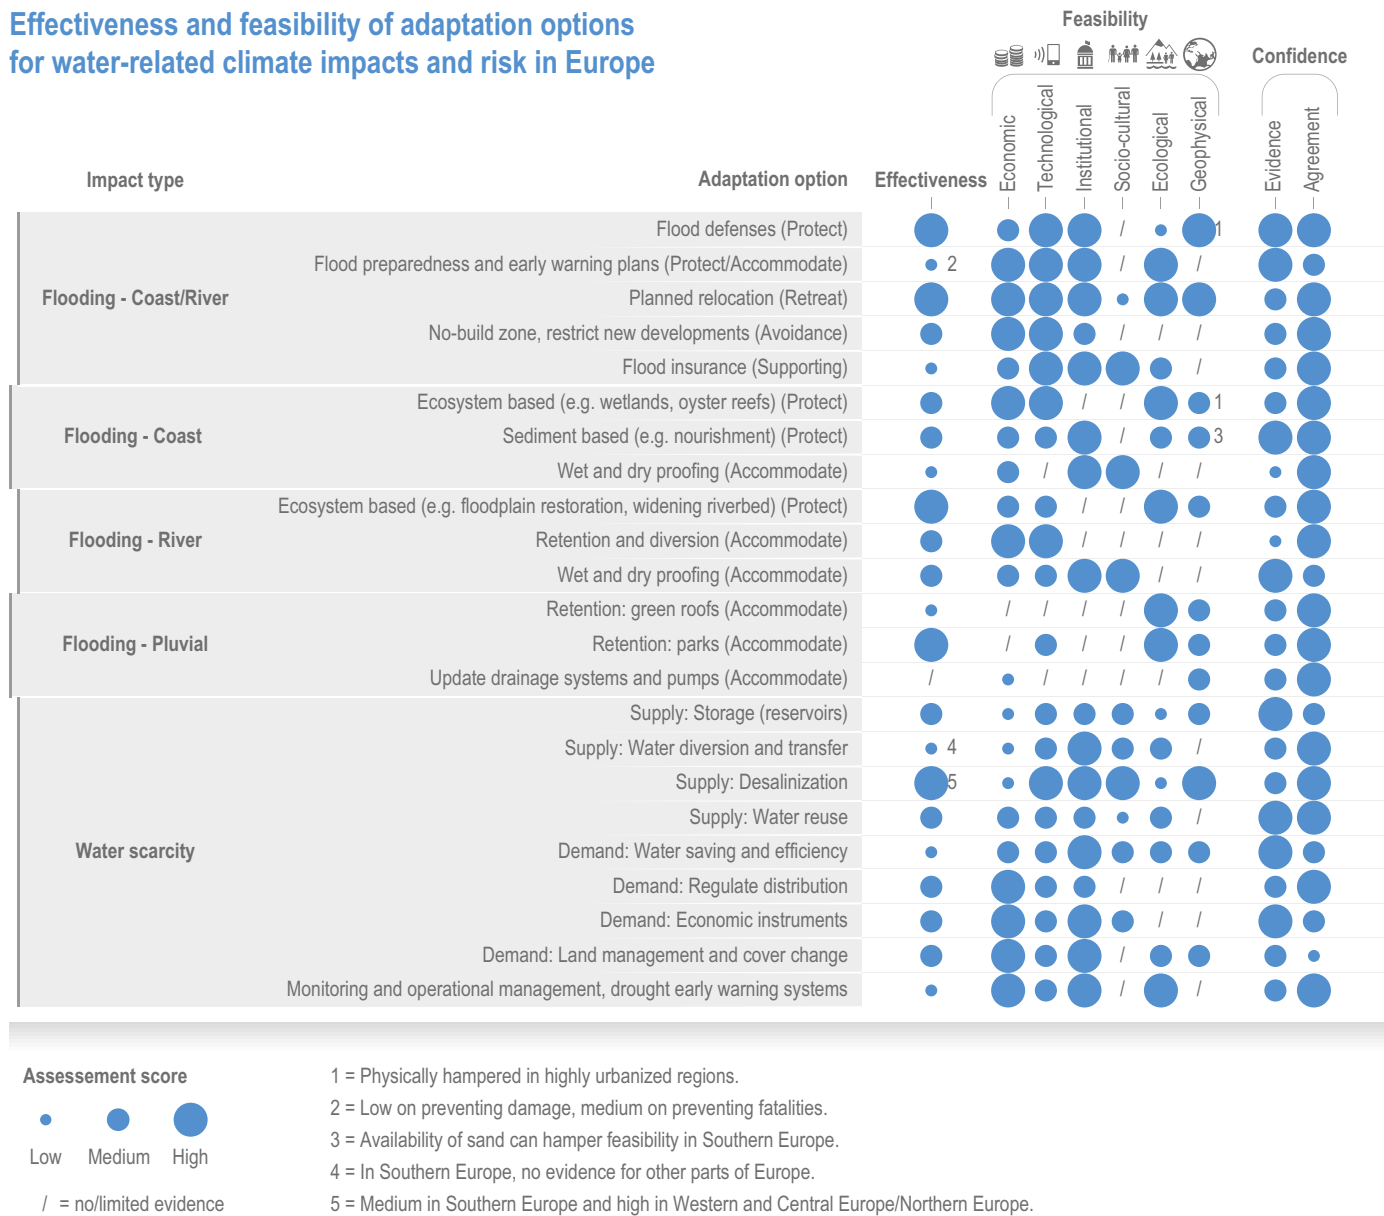 Effectiveness and feasibility of adaptation options
for water-related climate impacts and risk in Europe
Feasibility
Confidence
Impact type
Adaptation option
Effectiveness
Economic
Technological
Institutional
Socio-cultural
Ecological
Geophysical
Evidence
Agreement
Flooding - Coast/River
Flood defenses (Protect) / 1
Flood preparedness and early warning plans (Protect/Accommodate) 2 / /
Planned relocation (Retreat)
No-build zone, restrict new developments (Avoidance) / / /
Flood insurance (Supporting) /
Flooding - Coast
Ecosystem based (e.g. wetlands, oyster reefs) (Protect) / / 1
Sediment based (e.g. nourishment) (Protect) / 3
Wet and dry proofing (Accommodate) / / /
Flooding - River
Ecosystem based (e.g. floodplain restoration, widening riverbed) (Protect) / /
Retention and diversion (Accommodate) / / / /
Wet and dry proofing (Accommodate) / /
Flooding - Pluvial
Retention: green roofs (Accommodate) / / / /
Retention: parks (Accommodate) / / /
Update drainage systems and pumps (Accommodate) / / / / /
Water scarcity
Supply: Storage (reservoirs)
Supply: Water diversion and transfer 4 /
Supply: Desalinization 5
Supply: Water reuse /
Demand: Water saving and efficiency
Demand: Regulate distribution / / /
Demand: Economic instruments / /
Demand: Land management and cover change /
Monitoring and operational management, drought early warning systems / /
Assessement score
Low Medium High
/ = no/limited evidence
1 = Physically hampered in highly urbanized regions.
2 = Low on preventing damage, medium on preventing fatalities.
3 = Availability of sand can hamper feasibility in Southern Europe.
4 = In Southern Europe, no evidence for other parts of Europe.
5 = Medium in Southern Europe and high in Western and Central Europe/Northern Europe.